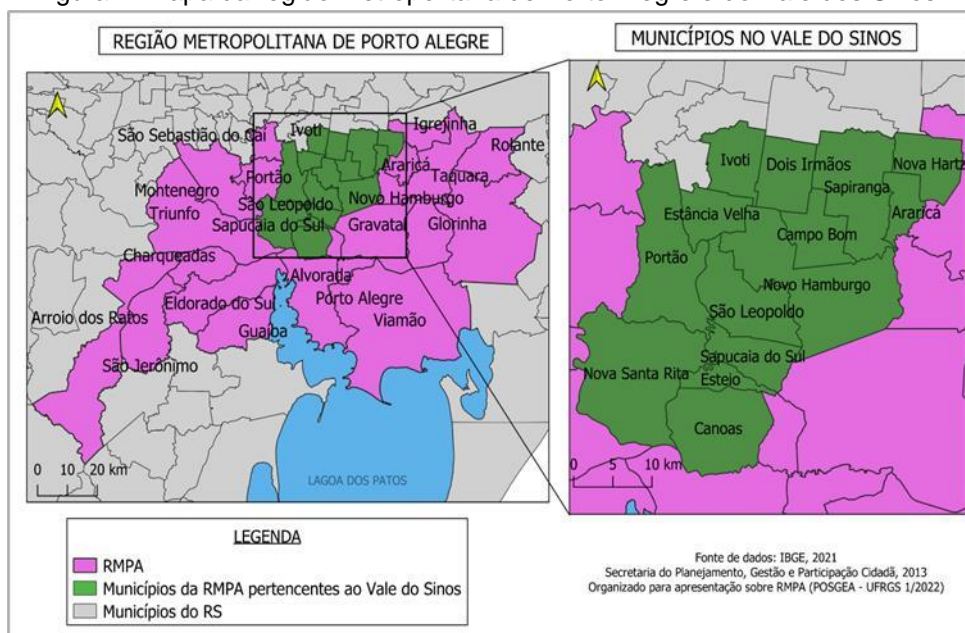 REGIÃO METROPOLITANA DE PORTO ALEGRE
São Sebastião do Caí
Ivoti
Igrejinha
Rolante
Portão
Araricá
Taquara
Montenegro
Triunfo
São Leopoldo
Novo Hamburgo
Sapucaia do Sul
Gravataí
Glorinha
Charqueadas
Alvorada
Eldorado do Sul
Porto Alegre
Arroio dos Ratos
Guaíba
Viamão
São Jerônimo
0 10 20 km
LAGOA DOS PATOS
MUNICÍPIOS NO VALE DO SINOS
Ivoti
Dois Irmãos
Nova Hartz
Sapiranga
Estância Velha
Araricá
Campo Bom
Portão
Novo Hamburgo
São Leopoldo
Sapucaia do Sul
Nova Santa Rita
Esteio
Canoas
0 5 10 km
LEGENDA
RMPA
Municípios da RMPA pertencentes ao Vale do Sinos
Municípios do RS
Fonte de dados: IBGE, 2021
Secretaria do Planejamento, Gestão e Participação Cidadã, 2013
Organizado para apresentação sobre RMPA (POSGEA - UFRGS 1/2022)